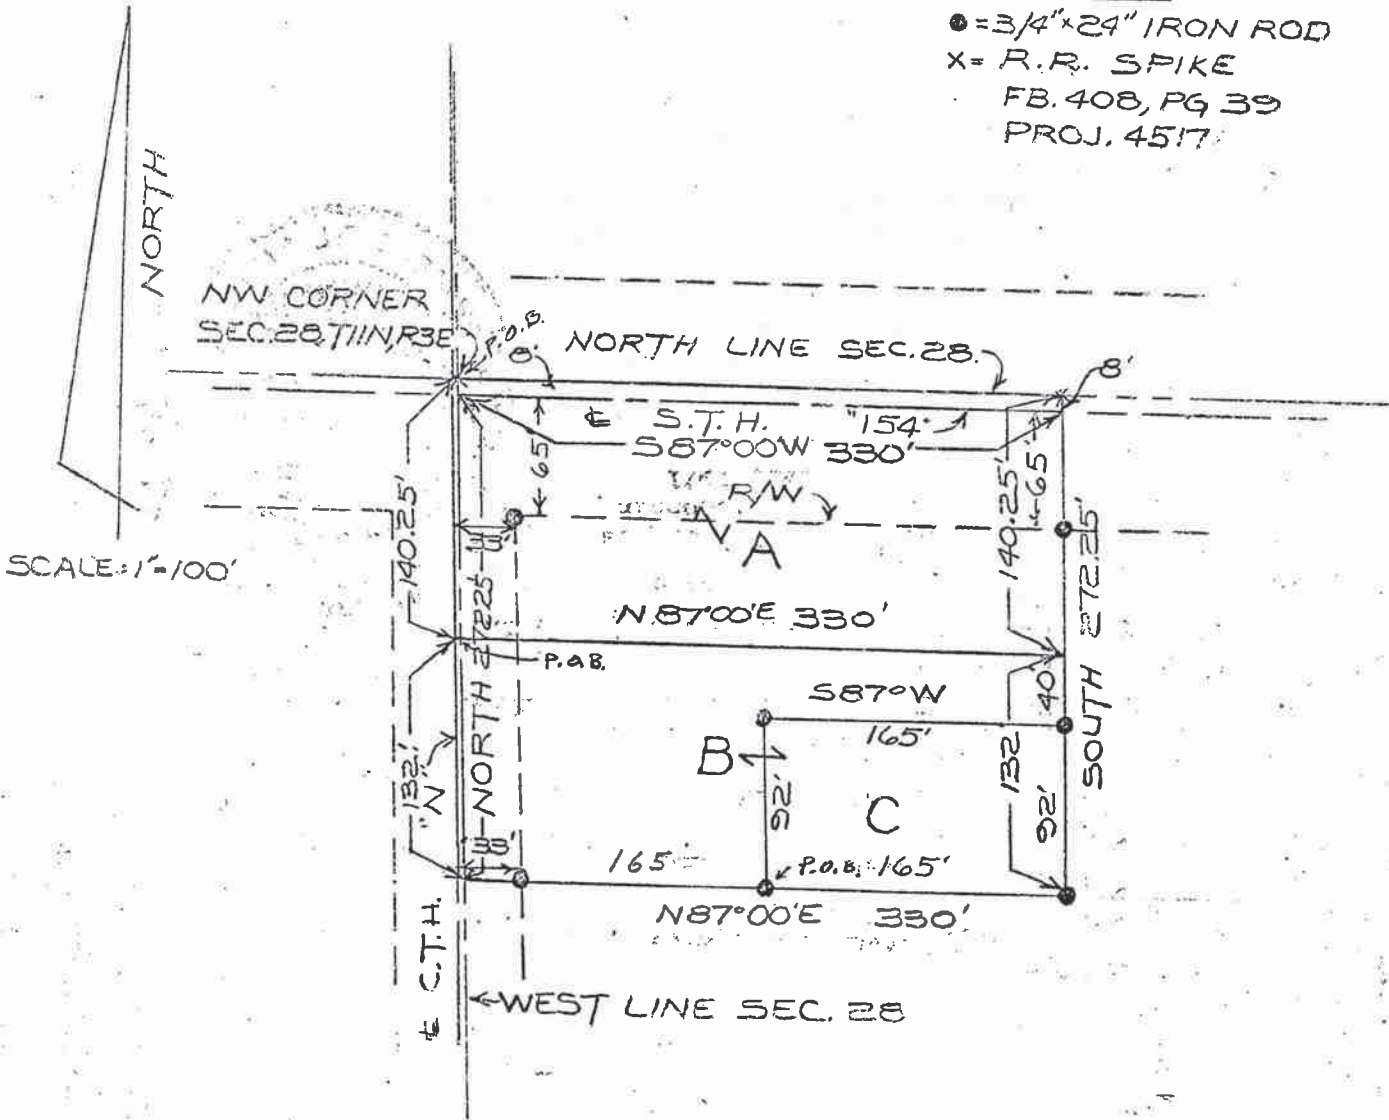 = 3/4"x24" IRON ROD
X= R.R. SPIKE
FB. 408, PG 39
PROJ. 4517
NORTH
SCALE: 1"=100'
NW CORNER
SEC. 28, T11N, R3E
P.O.B.
8'
NORTH LINE SEC. 28
8'
℄ S.T.H. "154"
S87°00W 330'
65'
R/W
65'
33'
A
140.25'
140.25'
N87°00'E 330'
P.O.B.
SOUTH 272.25'
NORTH 272.25'
S87°W
165'
40'
B
92'
C
132'
132
92'
"N"
33'
165
P.O.B. 165'
N87°00'E 330'
℄ C.T.H.
WEST LINE SEC. 28